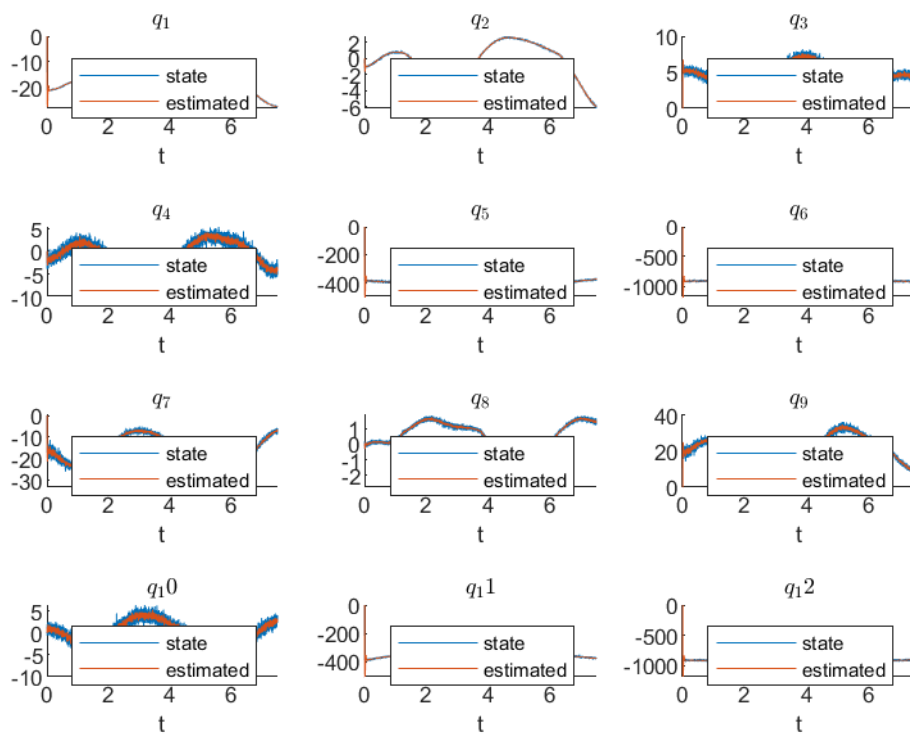 q₁
0
-10
-20
state
estimated
0 2 4 6
t
q₂
2
0
-2
-4
-6
state
estimated
0 2 4 6
t
q₃
10
5
0
state
estimated
0 2 4 6
t
q₄
5
0
-5
-10
state
estimated
0 2 4 6
t
q₅
0
-200
-400
state
estimated
0 2 4 6
t
q₆
0
-500
-1000
state
estimated
0 2 4 6
t
q₇
0
-10
-20
-30
state
estimated
0 2 4 6
t
q₈
1
0
-1
-2
state
estimated
0 2 4 6
t
q₉
40
20
0
state
estimated
0 2 4 6
t
q₁0
5
0
-5
-10
state
estimated
0 2 4 6
t
q₁1
0
-200
-400
state
estimated
0 2 4 6
t
q₁2
0
-500
-1000
state
estimated
0 2 4 6
t